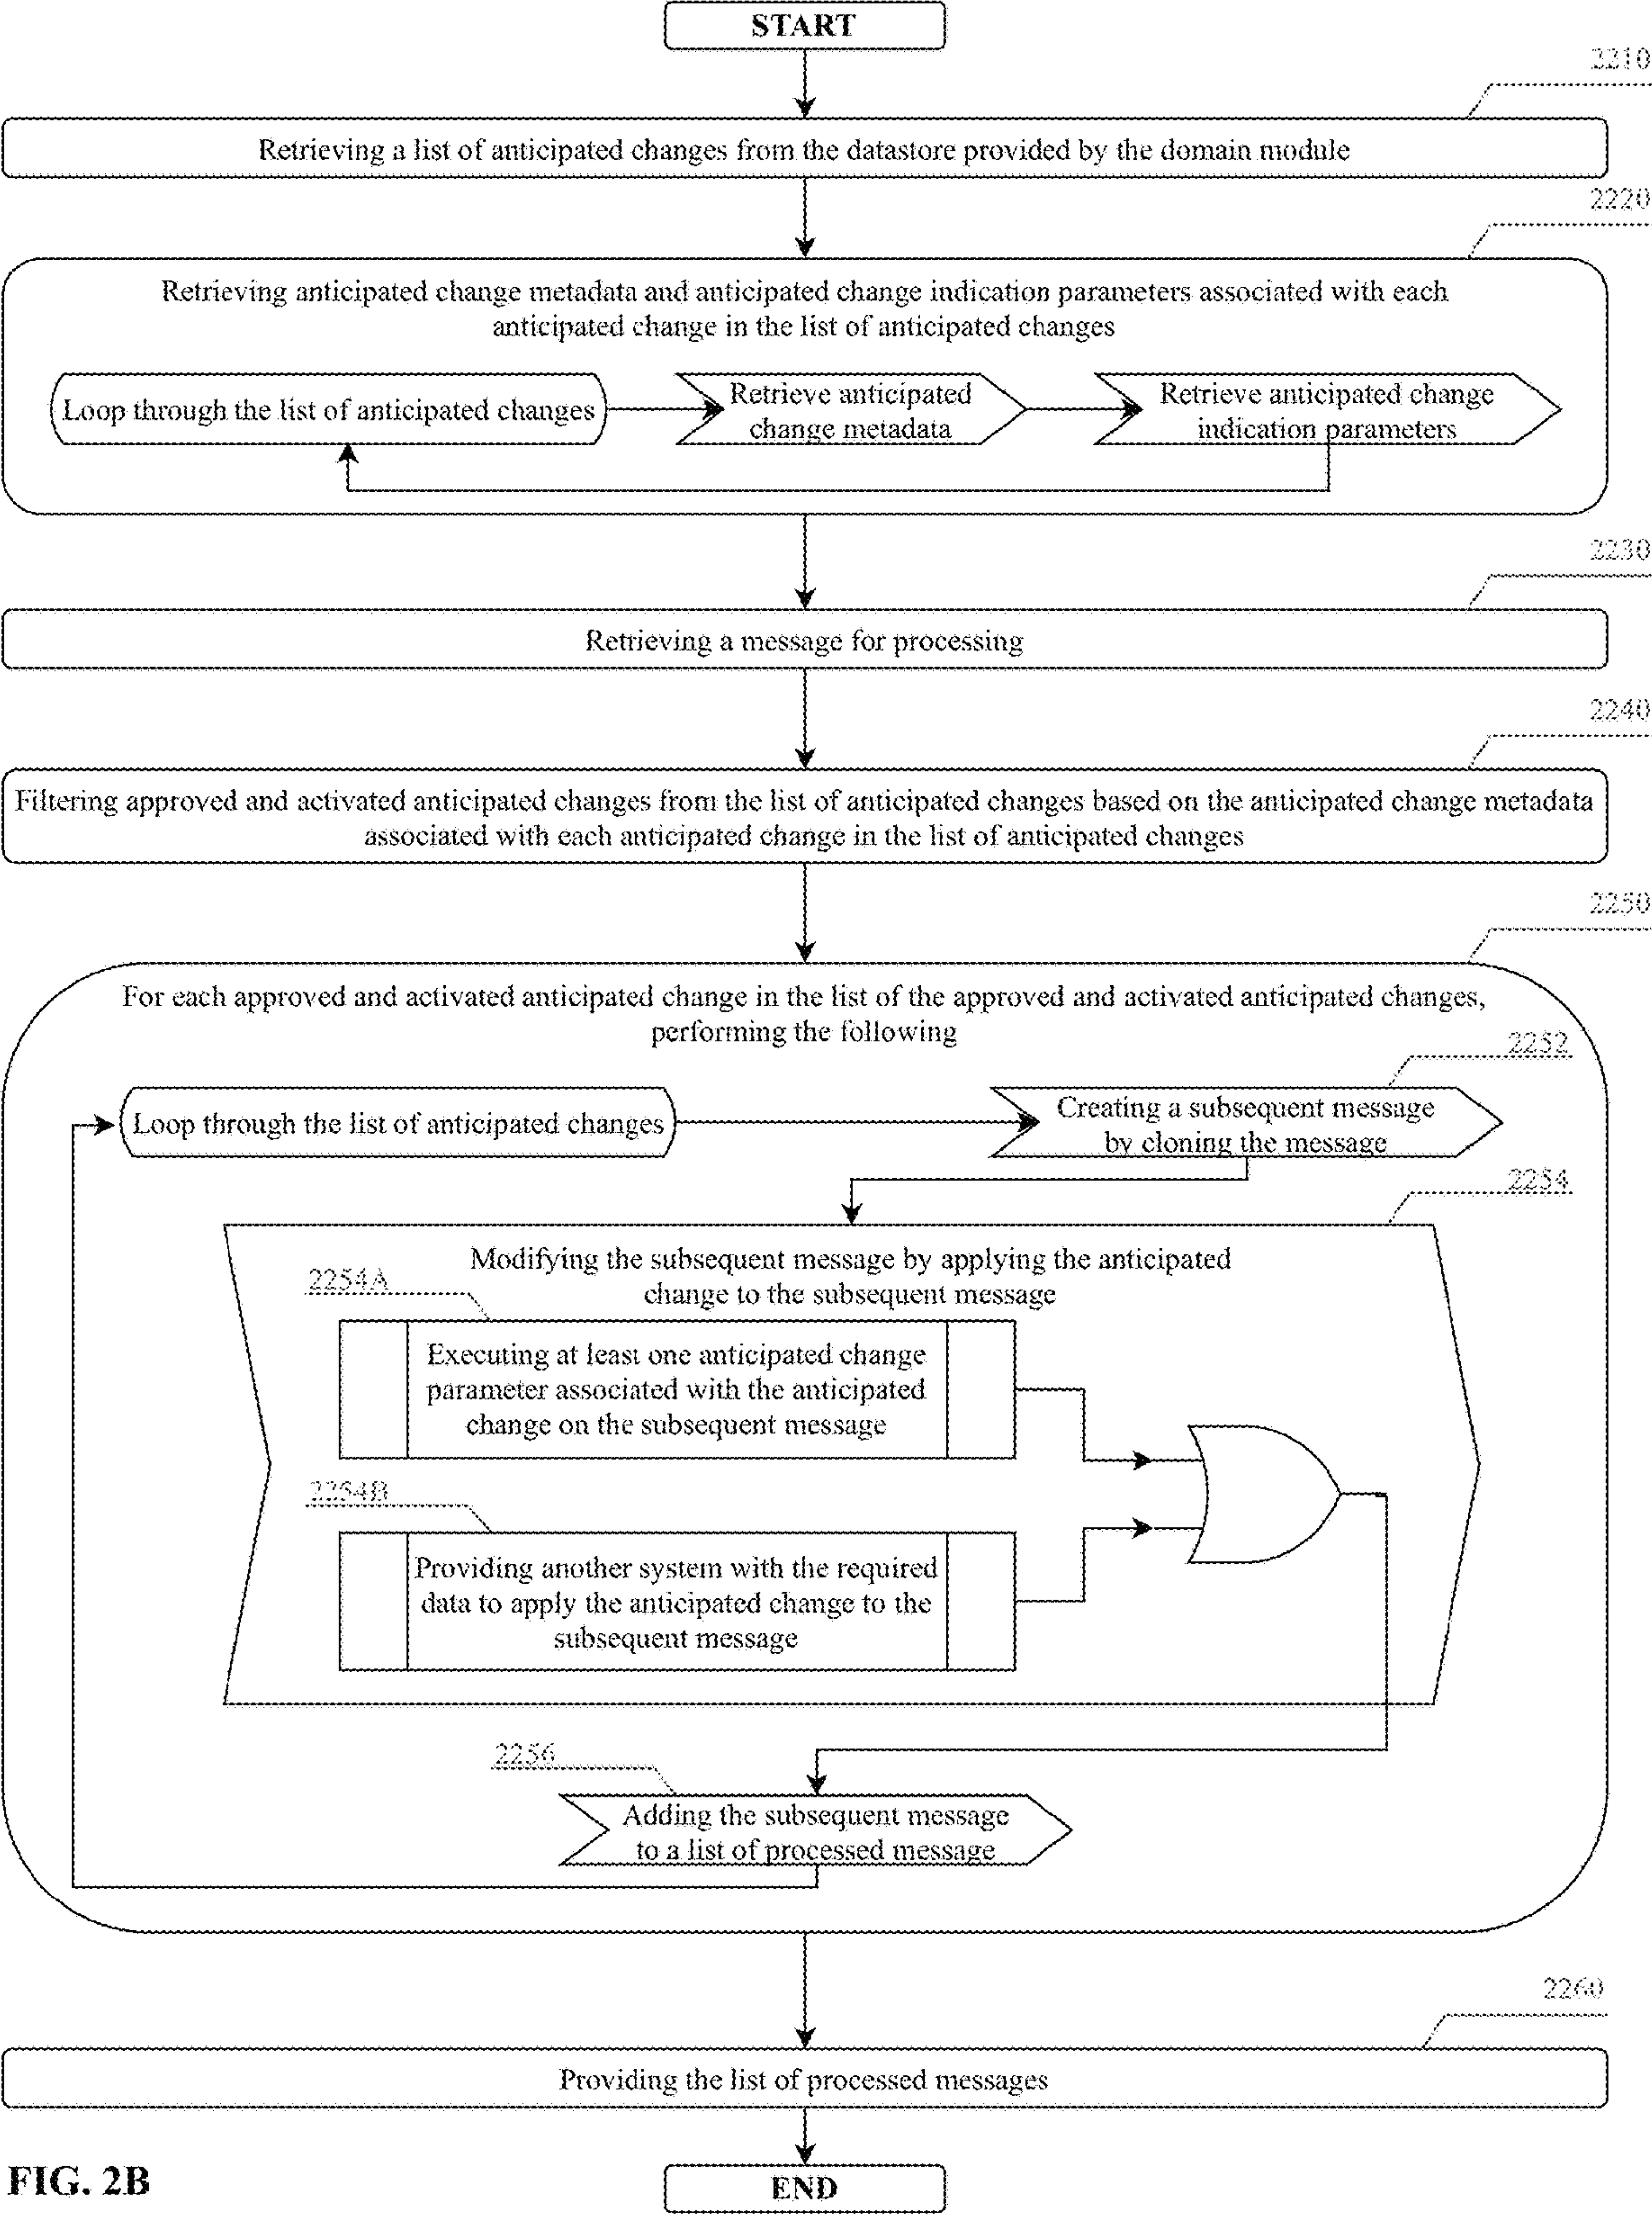 START
2210
Retrieving a list of anticipated changes from the datastore provided by the domain module
2220
Retrieving anticipated change metadata and anticipated change indication parameters associated with each
anticipated change in the list of anticipated changes
Loop through the list of anticipated changes
Retrieve anticipated
change metadata
Retrieve anticipated change
indication parameters
2230
Retrieving a message for processing
2240
Filtering approved and activated anticipated changes from the list of anticipated changes based on the anticipated change metadata
associated with each anticipated change in the list of anticipated changes
2250
For each approved and activated anticipated change in the list of the approved and activated anticipated changes,
performing the following
2252
Loop through the list of anticipated changes
Creating a subsequent message
by cloning the message
2254
Modifying the subsequent message by applying the anticipated
change to the subsequent message
2254A
Executing at least one anticipated change
parameter associated with the anticipated
change on the subsequent message
2254B
Providing another system with the required
data to apply the anticipated change to the
subsequent message
2256
Adding the subsequent message
to a list of processed message
2260
Providing the list of processed messages
END
FIG. 2B